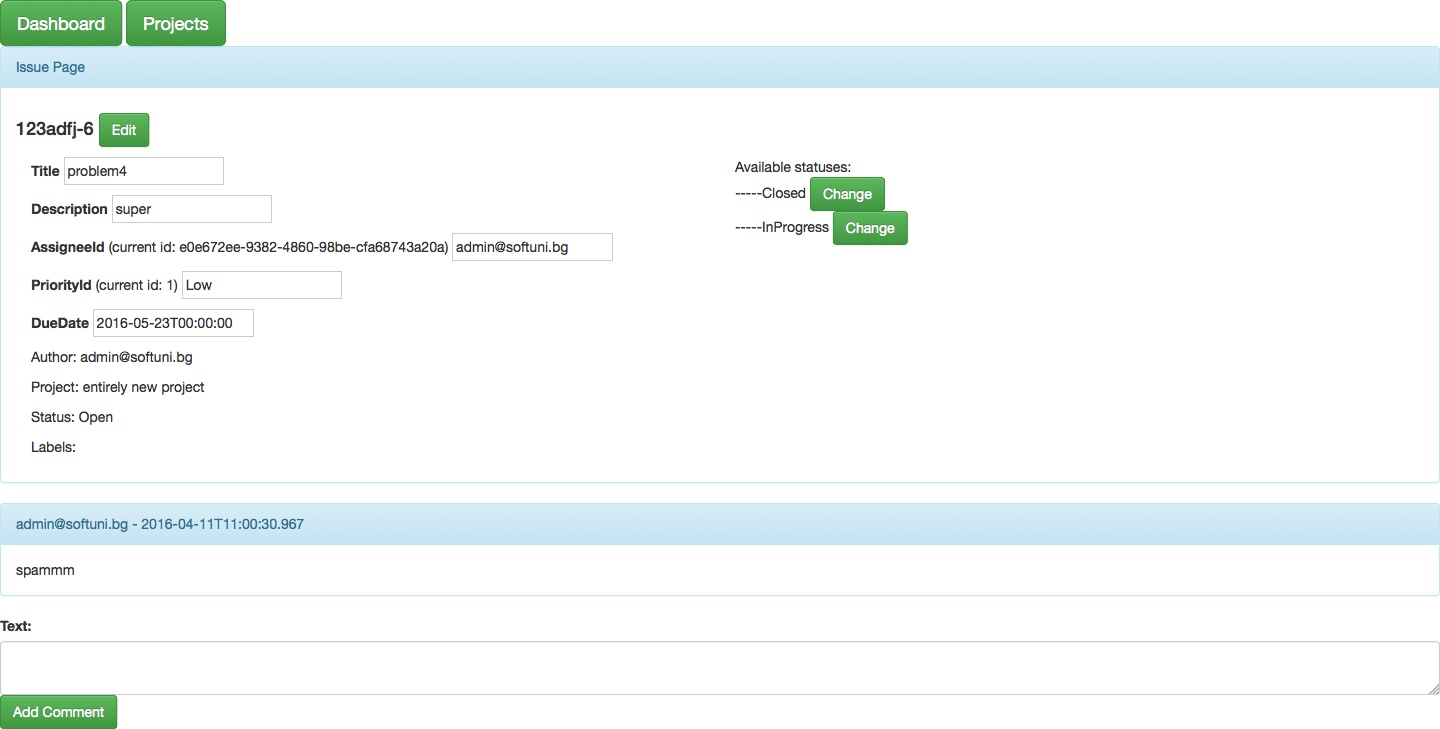 Dashboard Projects
Issue Page
123adfj-6 Edit
Title problem4
Description super
AssigneeId (current id: e0e672ee-9382-4860-98be-cfa68743a20a) admin@softuni.bg
PriorityId (current id: 1) Low
DueDate 2016-05-23T00:00:00
Author: admin@softuni.bg
Project: entirely new project
Status: Open
Labels:
Available statuses:
-----Closed Change
-----InProgress Change
admin@softuni.bg - 2016-04-11T11:00:30.967
spammm
Text:
Add Comment